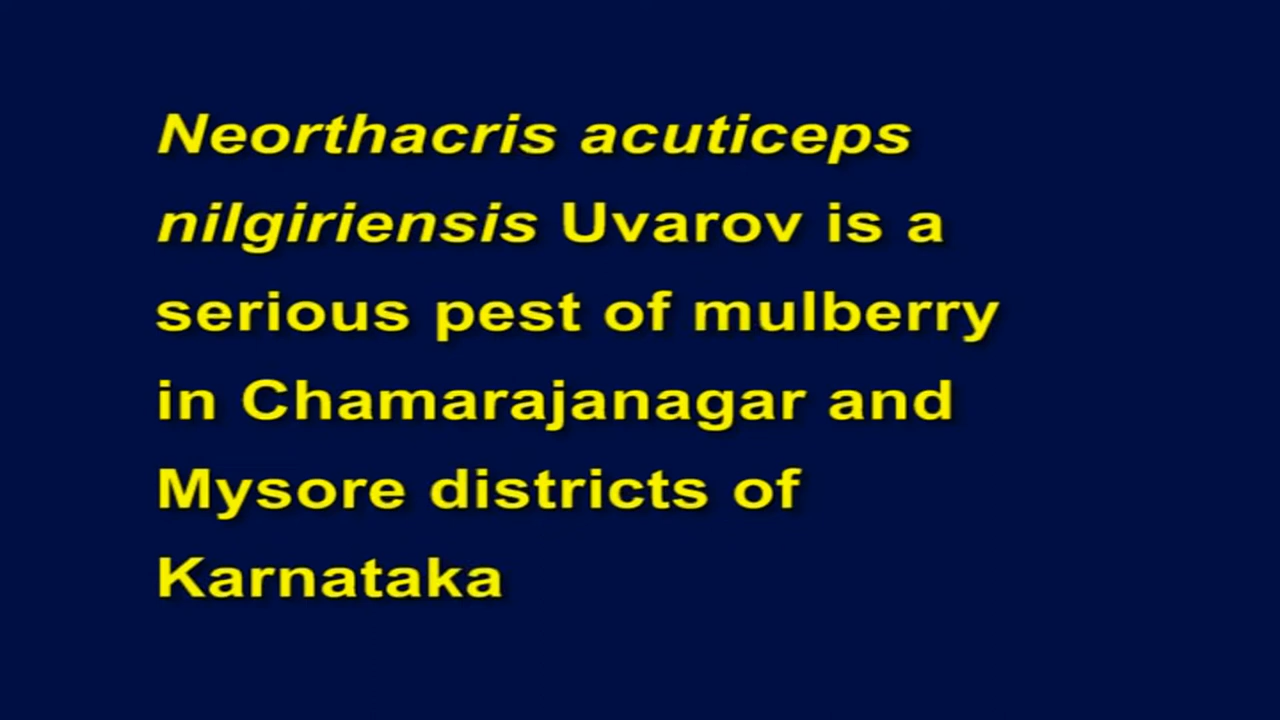 Neorthacris acuticeps
nilgiriensis Uvarov is a
serious pest of mulberry
in Chamarajanagar and
Mysore districts of
Karnataka